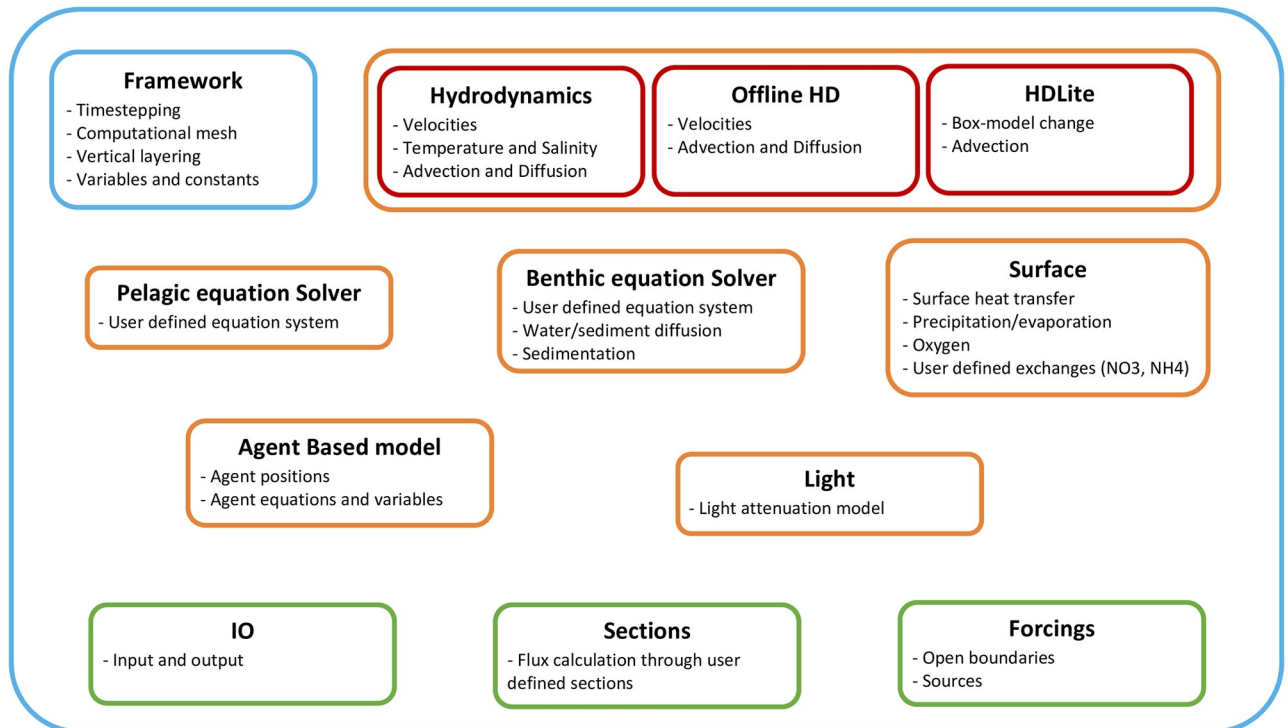 Framework
- Timestepping
- Computational mesh
- Vertical layering
- Variables and constants
Hydrodynamics
- Velocities
- Temperature and Salinity
- Advection and Diffusion
Offline HD
- Velocities
- Advection and Diffusion
HDLite
- Box-model change
- Advection
Pelagic equation Solver
- User defined equation system
Benthic equation Solver
- User defined equation system
- Water/sediment diffusion
- Sedimentation
Surface
- Surface heat transfer
- Precipitation/evaporation
- Oxygen
- User defined exchanges (NO3, NH4)
Agent Based model
- Agent positions
- Agent equations and variables
Light
- Light attenuation model
IO
- Input and output
Sections
- Flux calculation through user
defined sections
Forcings
- Open boundaries
- Sources